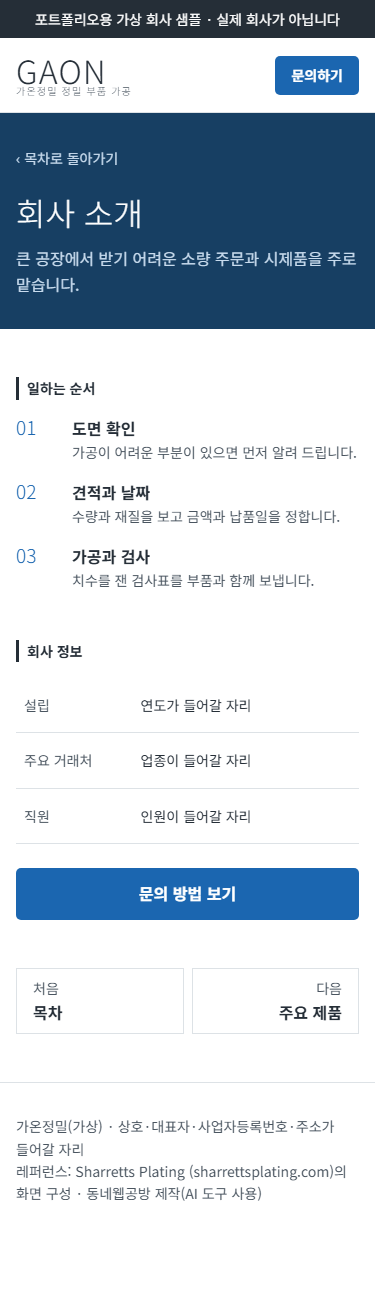 포트폴리오용 가상 회사 샘플 · 실제 회사가 아닙니다
GAON
가온정밀 정밀 부품 가공
문의하기
‹ 목차로 돌아가기
회사 소개
큰 공장에서 받기 어려운 소량 주문과 시제품을 주로
맡습니다.
일하는 순서
01
도면 확인
가공이 어려운 부분이 있으면 먼저 알려 드립니다.
02
견적과 날짜
수량과 재질을 보고 금액과 납품일을 정합니다.
03
가공과 검사
치수를 잰 검사표를 부품과 함께 보냅니다.
회사 정보
설립 연도가 들어갈 자리
주요 거래처 업종이 들어갈 자리
직원 인원이 들어갈 자리
문의 방법 보기
처음
목차
다음
주요 제품
가온정밀(가상) · 상호·대표자·사업자등록번호·주소가
들어갈 자리
레퍼런스: Sharretts Plating (sharrettsplating.com)의
화면 구성 · 동네웹공방 제작(AI 도구 사용)